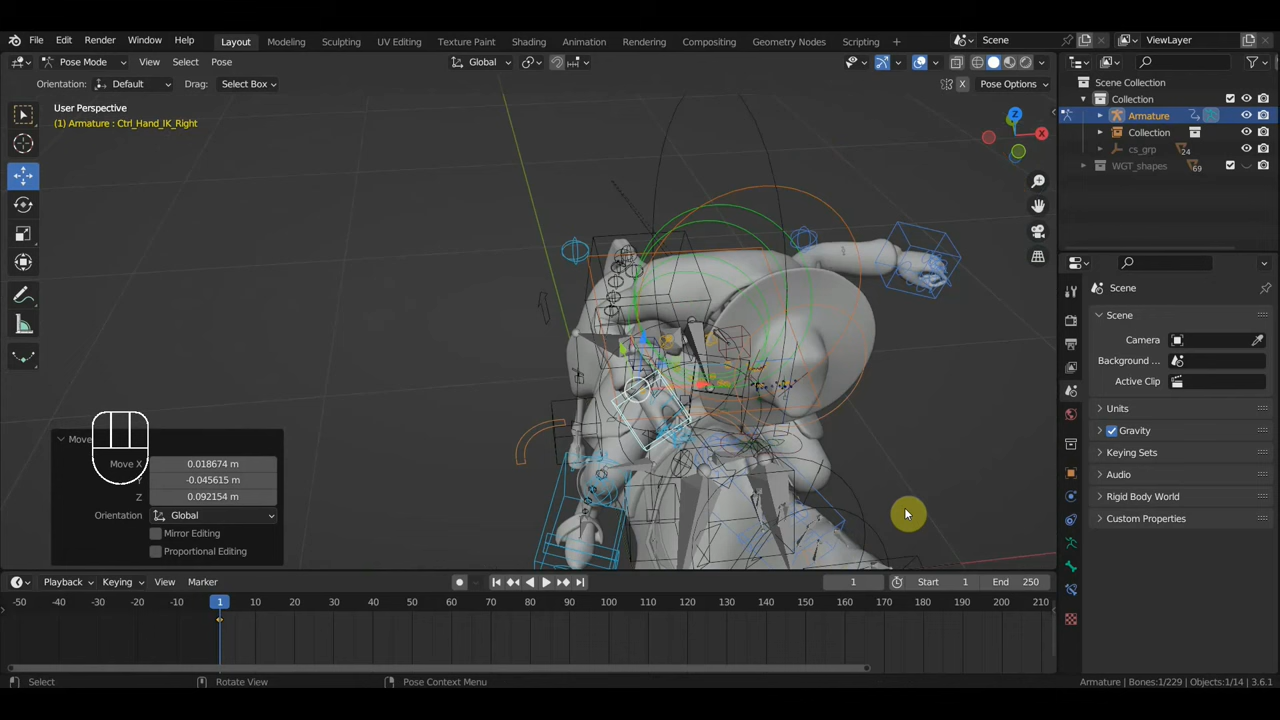 File Edit Render Window Help Layout Modeling Sculpting UV Editing Texture Paint Shading Animation Rendering Compositing Geometry Nodes Scripting + Scene ViewLayer
Pose Mode View Select Pose Global
Orientation: Default Drag: Select Box X Pose Options
User Perspective
(1) Armature : Ctrl_Hand_IK_Right
Z
X
Move
Move X 0.018674 m
Y -0.045615 m
Z 0.092154 m
Orientation Global
Mirror Editing
Proportional Editing
Scene Collection
Collection
Armature
Collection
cs_grp 24
WGT_shapes 69
Scene
Scene
Camera
Background ...
Active Clip
Units
Gravity
Keying Sets
Audio
Rigid Body World
Custom Properties
Playback Keying View Marker 1 Start 1 End 250
-50 -40 -30 -20 -10 1 10 20 30 40 50 60 70 80 90 100 110 120 130 140 150 160 170 180 190 200 210
Select Rotate View Pose Context Menu Armature | Bones:1/229 | Objects:1/14 | 3.6.1